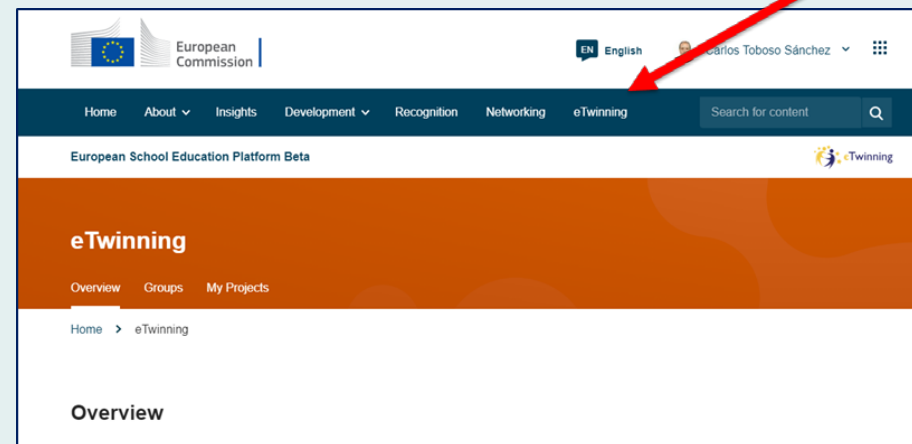 European
Commission
EN English
Carlos Toboso Sánchez
Home About Insights Development Recognition Networking eTwinning Search for content
European School Education Platform Beta
eTwinning
eTwinning
Overview Groups My Projects
Home > eTwinning
Overview